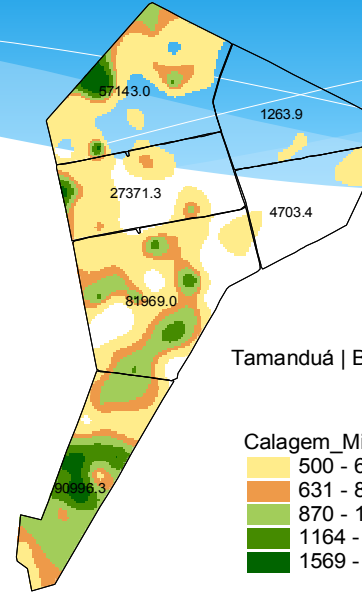 57143.0
1263.9
27371.3
4703.4
81969.0
Tamanduá | B
90996.3
Calagem_Mi
500 - 6
631 - 8
870 - 1
1164 -
1569 -